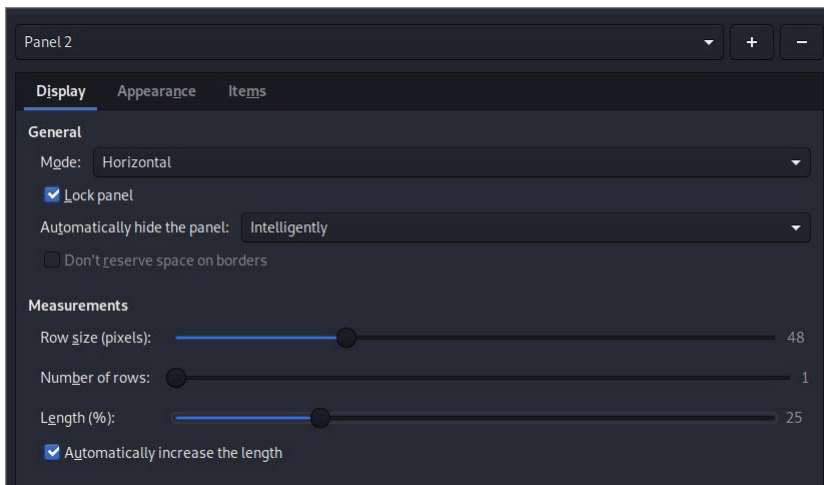 Panel 2 + −
Display Appearance Items
General
Mode: Horizontal
Lock panel
Automatically hide the panel: Intelligently
Don't reserve space on borders
Measurements
Row size (pixels): 48
Number of rows: 1
Length (%): 25
Automatically increase the length